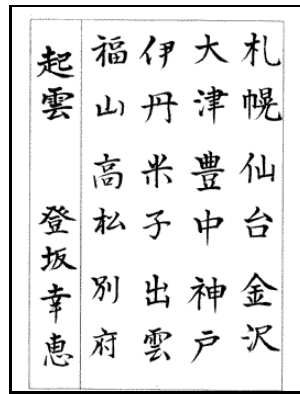 札幌 仙台 金沢
大津 豊中 神戸
伊丹 米子 出雲
福山 高松 別府
起雲 登坂幸恵